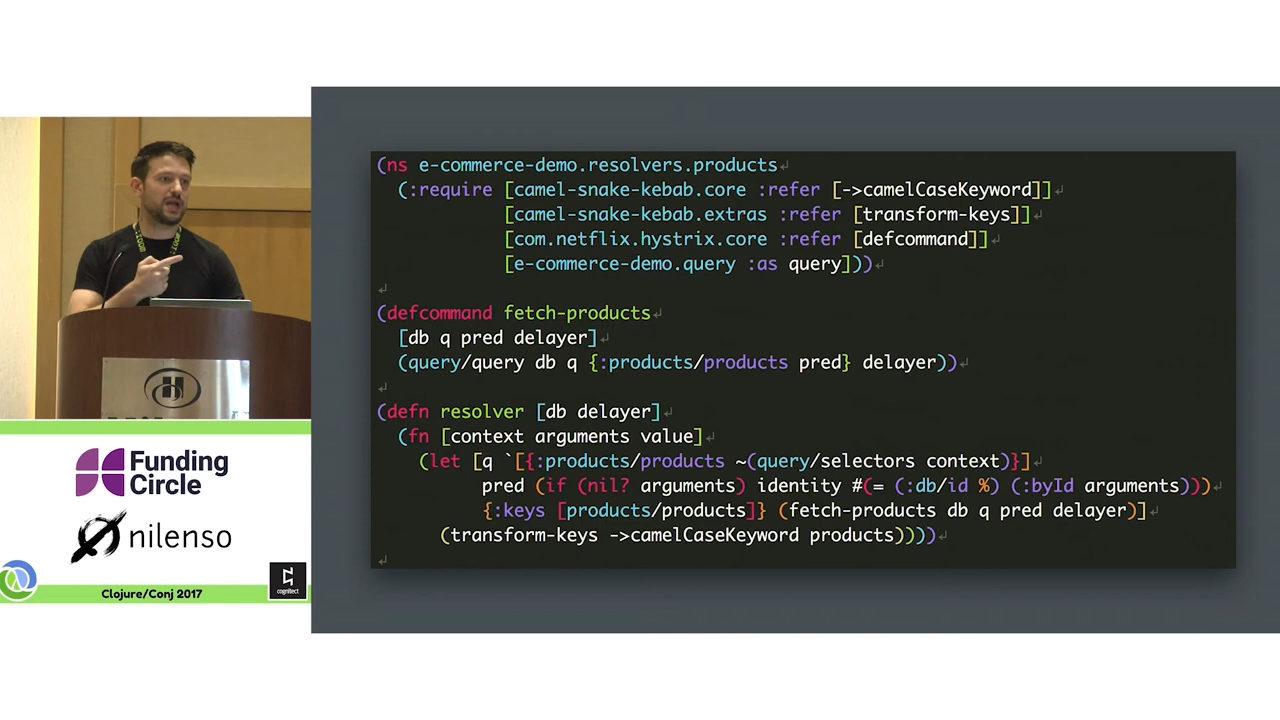 (ns e-commerce-demo.resolvers.products
(:require [camel-snake-kebab.core :refer [->camelCaseKeyword]]
[camel-snake-kebab.extras :refer [transform-keys]]
[com.netflix.hystrix.core :refer [defcommand]]
[e-commerce-demo.query :as query]))
(defcommand fetch-products
[db q pred delayer]
(query/query db q {:products/products pred} delayer))
(defn resolver [db delayer]
(fn [context arguments value]
(let [q `[{:products/products ~(query/selectors context)}]
pred (if (nil? arguments) identity #(= (:db/id %) (:byId arguments)))
{:keys [products/products]} (fetch-products db q pred delayer)]
(transform-keys ->camelCaseKeyword products))))
Funding
Circle
nilenso
Clojure/Conj 2017
cognitect